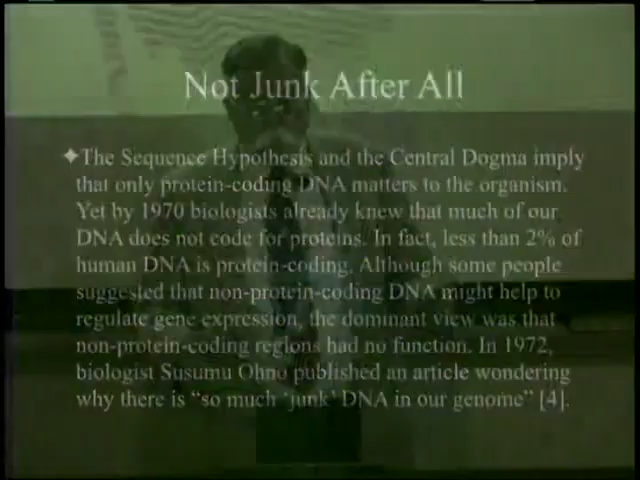 Not Junk After All
✦The Sequence Hypothesis and the Central Dogma imply
that only protein-coding DNA matters to the organism.
Yet by 1970 biologists already knew that much of our
DNA does not code for proteins. In fact, less than 2% of
human DNA is protein-coding. Although some people
suggested that non-protein-coding DNA might help to
regulate gene expression, the dominant view was that
non-protein-coding regions had no function. In 1972,
biologist Susumu Ohno published an article wondering
why there is “so much ‘junk’ DNA in our genome” [4].